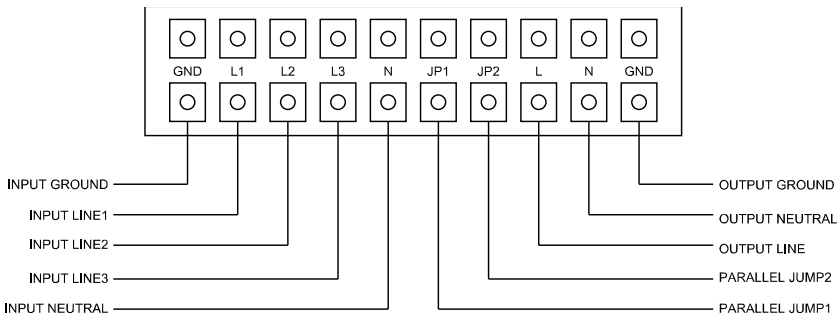 GND L1 L2 L3 N JP1 JP2 L N GND
INPUT GROUND
INPUT LINE1
INPUT LINE2
INPUT LINE3
INPUT NEUTRAL
OUTPUT GROUND
OUTPUT NEUTRAL
OUTPUT LINE
PARALLEL JUMP2
PARALLEL JUMP1